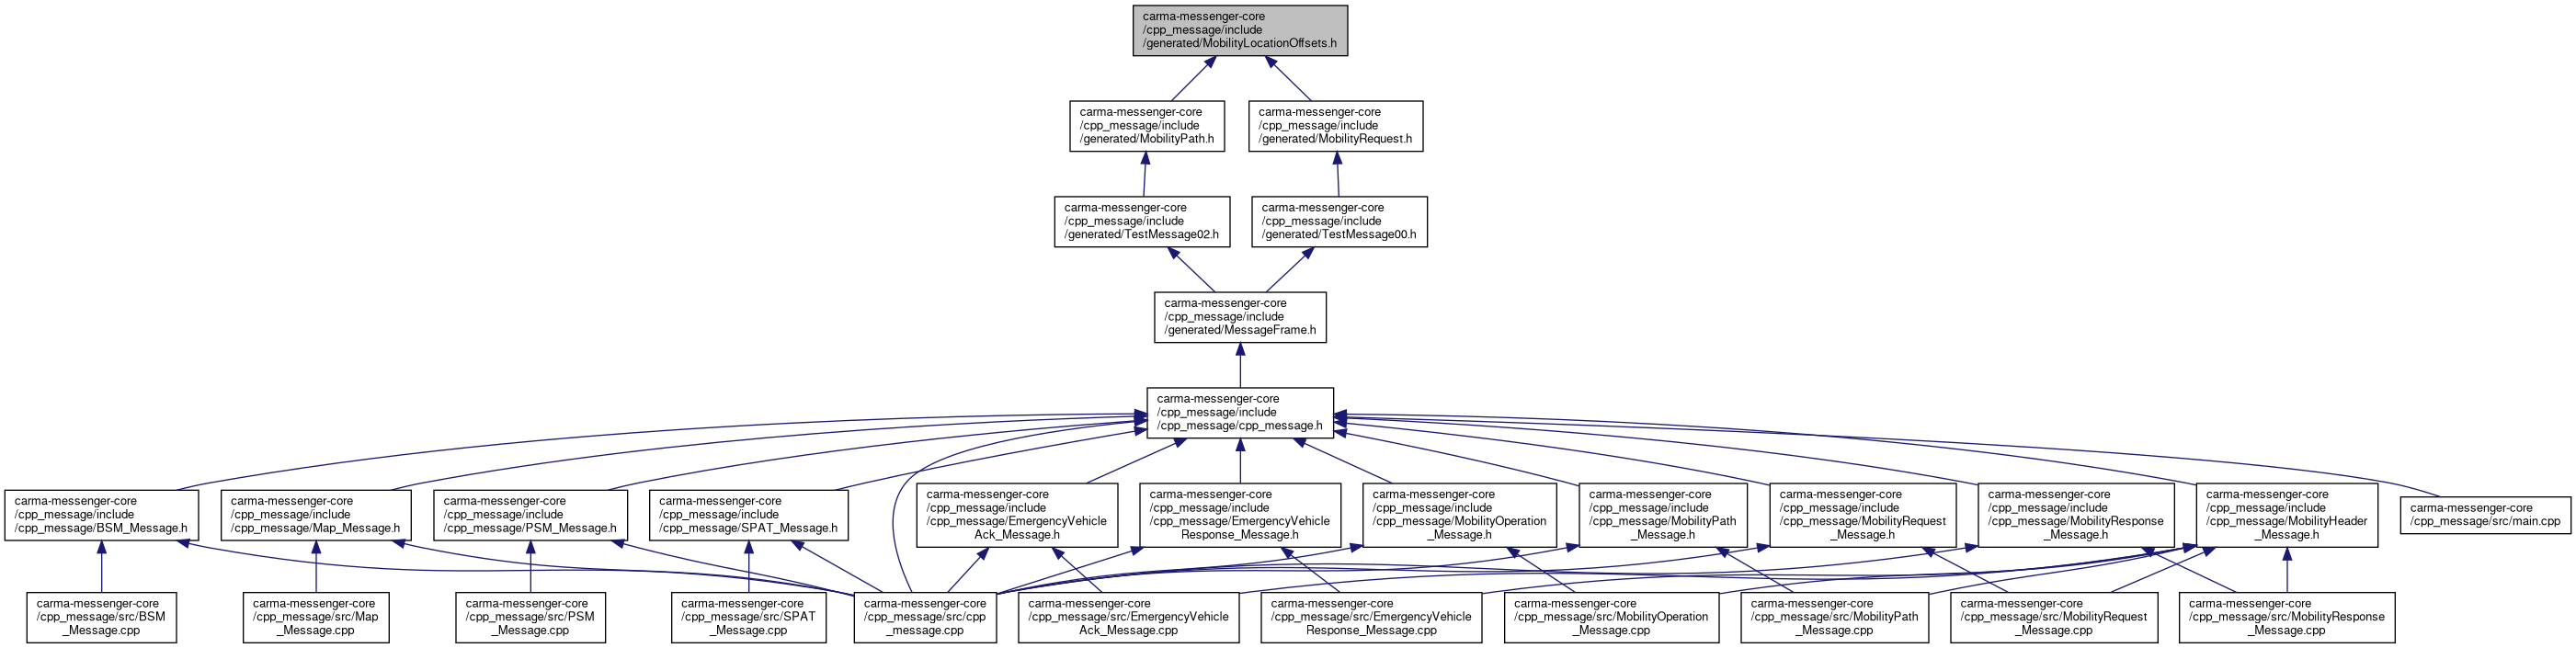 carma-messenger-core
/cpp_message/include
/generated/MobilityLocationOffsets.h
carma-messenger-core
/cpp_message/include
/generated/MobilityPath.h
carma-messenger-core
/cpp_message/include
/generated/MobilityRequest.h
carma-messenger-core
/cpp_message/include
/generated/TestMessage02.h
carma-messenger-core
/cpp_message/include
/generated/TestMessage00.h
carma-messenger-core
/cpp_message/include
/generated/MessageFrame.h
carma-messenger-core
/cpp_message/include
/cpp_message/cpp_message.h
carma-messenger-core
/cpp_message/include
/cpp_message/BSM_Message.h
carma-messenger-core
/cpp_message/include
/cpp_message/Map_Message.h
carma-messenger-core
/cpp_message/include
/cpp_message/PSM_Message.h
carma-messenger-core
/cpp_message/include
/cpp_message/SPAT_Message.h
carma-messenger-core
/cpp_message/include
/cpp_message/EmergencyVehicle
Ack_Message.h
carma-messenger-core
/cpp_message/include
/cpp_message/EmergencyVehicle
Response_Message.h
carma-messenger-core
/cpp_message/include
/cpp_message/MobilityOperation
_Message.h
carma-messenger-core
/cpp_message/include
/cpp_message/MobilityPath
_Message.h
carma-messenger-core
/cpp_message/include
/cpp_message/MobilityRequest
_Message.h
carma-messenger-core
/cpp_message/include
/cpp_message/MobilityResponse
_Message.h
carma-messenger-core
/cpp_message/include
/cpp_message/MobilityHeader
_Message.h
carma-messenger-core
/cpp_message/src/main.cpp
carma-messenger-core
/cpp_message/src/BSM
_Message.cpp
carma-messenger-core
/cpp_message/src/Map
_Message.cpp
carma-messenger-core
/cpp_message/src/PSM
_Message.cpp
carma-messenger-core
/cpp_message/src/SPAT
_Message.cpp
carma-messenger-core
/cpp_message/src/cpp
_message.cpp
carma-messenger-core
/cpp_message/src/EmergencyVehicle
Ack_Message.cpp
carma-messenger-core
/cpp_message/src/EmergencyVehicle
Response_Message.cpp
carma-messenger-core
/cpp_message/src/MobilityOperation
_Message.cpp
carma-messenger-core
/cpp_message/src/MobilityPath
_Message.cpp
carma-messenger-core
/cpp_message/src/MobilityRequest
_Message.cpp
carma-messenger-core
/cpp_message/src/MobilityResponse
_Message.cpp